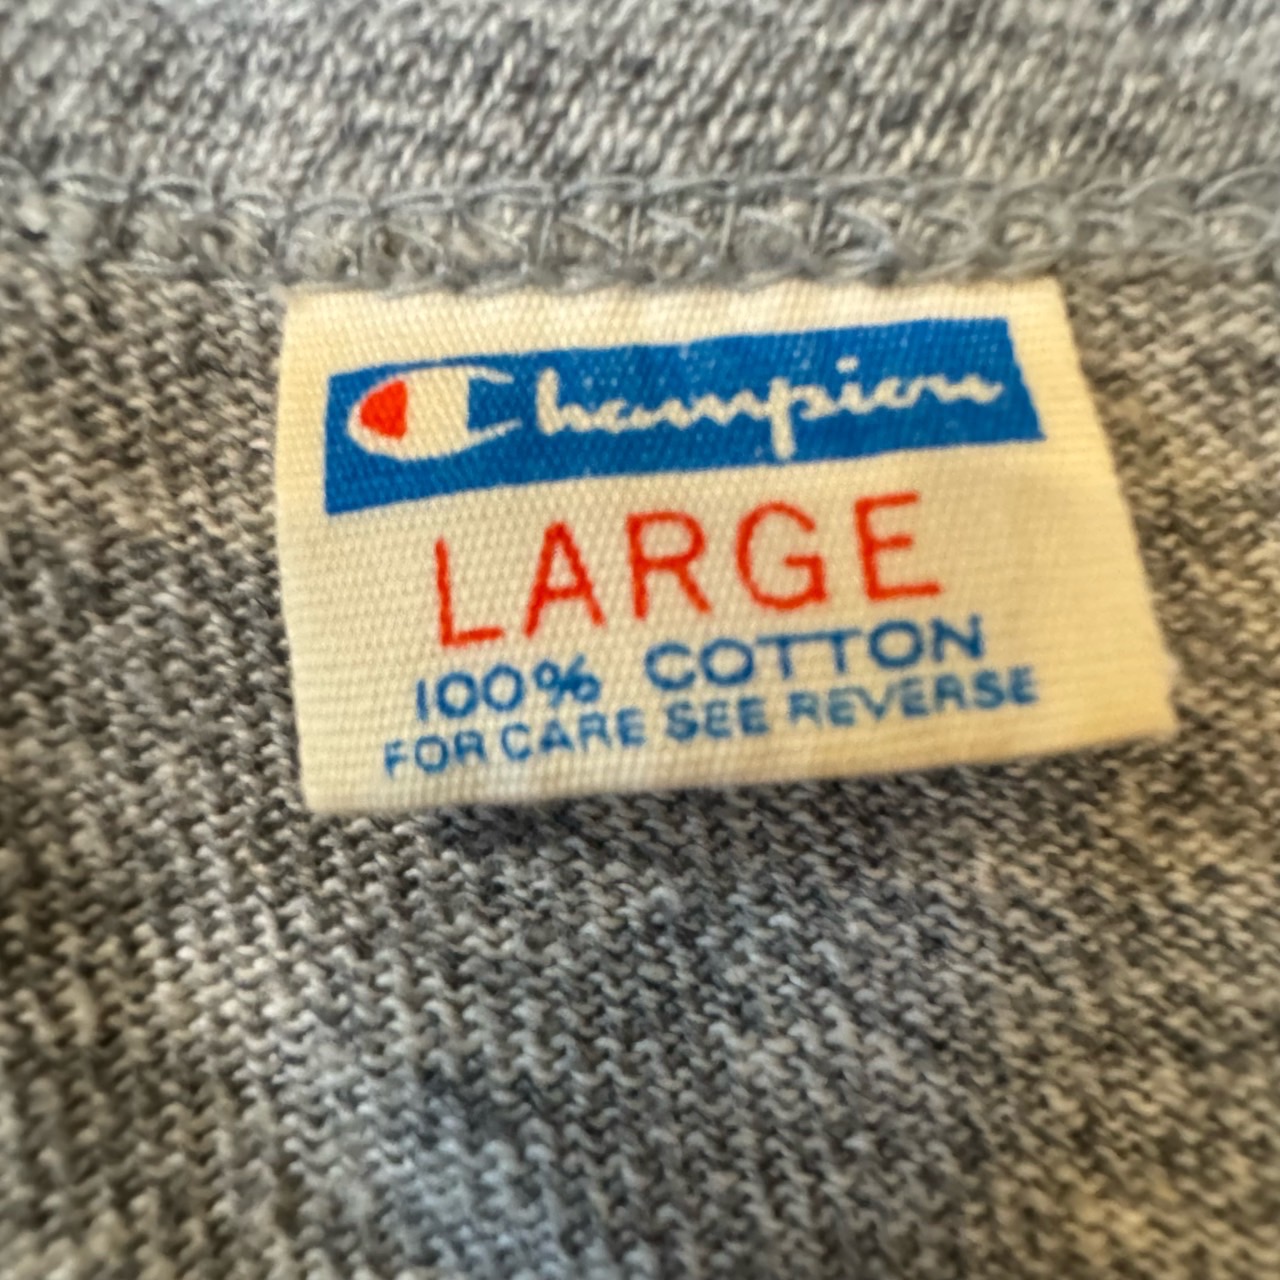 Champion
LARGE
100% COTTON
FOR CARE SEE REVERSE